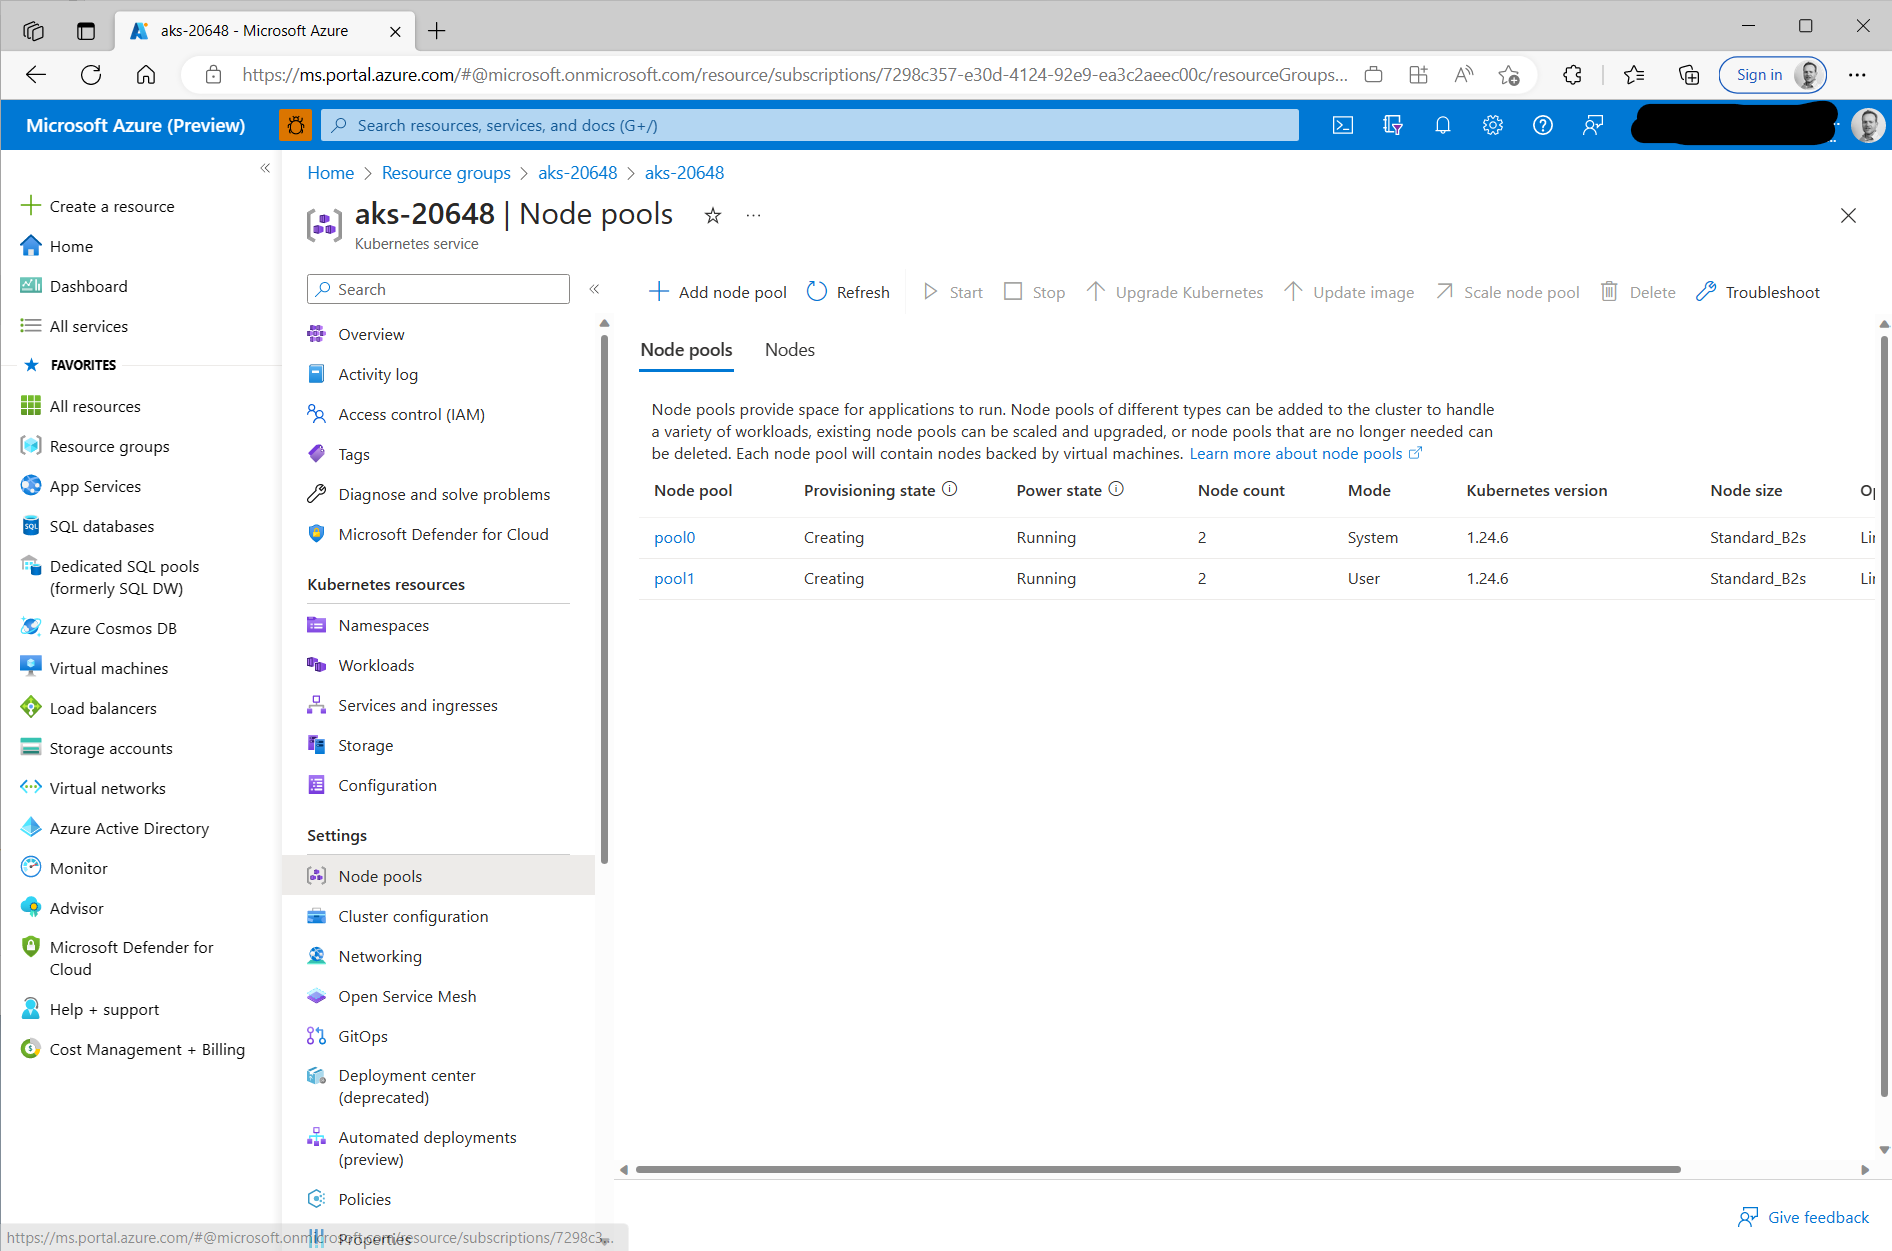 aks-20648 - Microsoft Azure
https://ms.portal.azure.com/#@microsoft.onmicrosoft.com/resource/subscriptions/7298c357-e30d-4124-92e9-ea3c2aeec00c/resourceGroups...
Sign in
Microsoft Azure (Preview)
Search resources, services, and docs (G+/)
Create a resource
Home
Dashboard
All services
FAVORITES
All resources
Resource groups
App Services
SQL databases
Dedicated SQL pools
(formerly SQL DW)
Azure Cosmos DB
Virtual machines
Load balancers
Storage accounts
Virtual networks
Azure Active Directory
Monitor
Advisor
Microsoft Defender for
Cloud
Help + support
Cost Management + Billing
Home > Resource groups > aks-20648 > aks-20648
aks-20648 | Node pools
Kubernetes service
Search
Overview
Activity log
Access control (IAM)
Tags
Diagnose and solve problems
Microsoft Defender for Cloud
Kubernetes resources
Namespaces
Workloads
Services and ingresses
Storage
Configuration
Settings
Node pools
Cluster configuration
Networking
Open Service Mesh
GitOps
Deployment center
(deprecated)
Automated deployments
(preview)
Policies
Properties
Add node pool Refresh Start Stop Upgrade Kubernetes Update image Scale node pool Delete Troubleshoot
Node pools Nodes
Node pools provide space for applications to run. Node pools of different types can be added to the cluster to handle
a variety of workloads, existing node pools can be scaled and upgraded, or node pools that are no longer needed can
be deleted. Each node pool will contain nodes backed by virtual machines. Learn more about node pools
Node pool Provisioning state Power state Node count Mode Kubernetes version Node size
pool0 Creating Running 2 System 1.24.6 Standard_B2s
pool1 Creating Running 2 User 1.24.6 Standard_B2s
Give feedback
https://ms.portal.azure.com/#@microsoft.onmicrosoft.com/resource/subscriptions/7298c3...